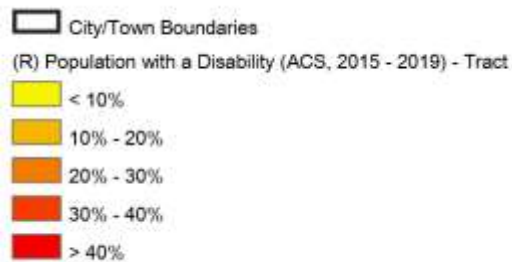 City/Town Boundaries
(R) Population with a Disability (ACS, 2015 - 2019) - Tract
< 10%
10% - 20%
20% - 30%
30% - 40%
> 40%